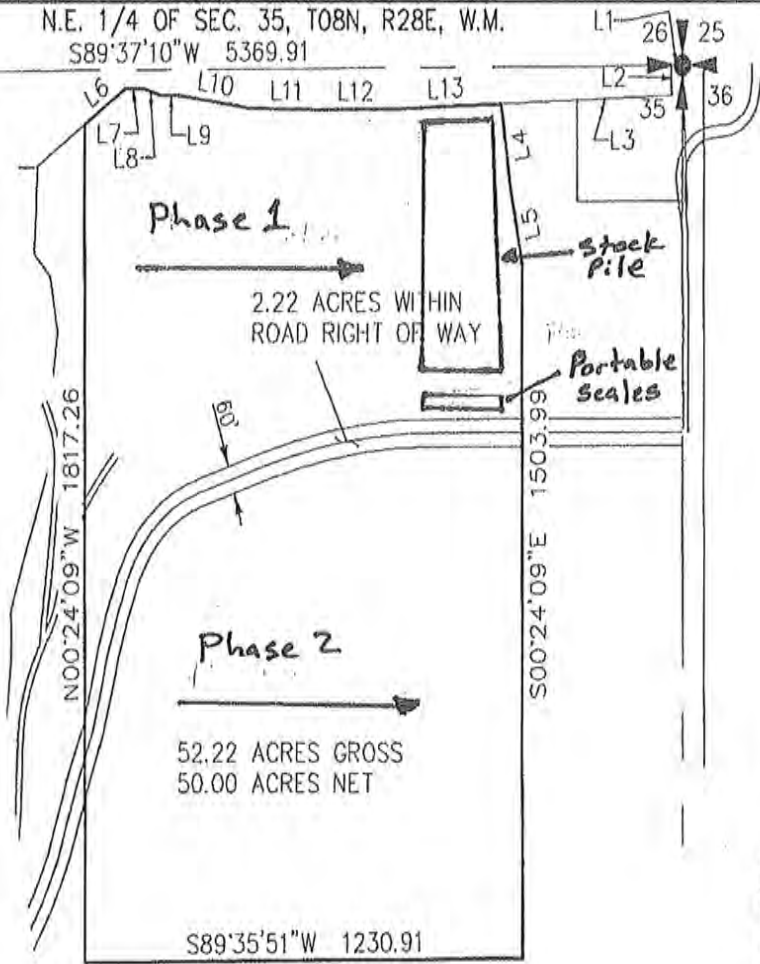 N.E. 1/4 OF SEC. 35, T08N, R28E, W.M.
S89°37'10"W 5369.91
L1
26 25
L2
35 36
L3
L6
L7
L8
L9
L10
L11
L12
L13
L4
L5
Phase 1
stock
Pile
2.22 ACRES WITHIN
ROAD RIGHT OF WAY
Portable
scales
60'
N00°24'09"W 1817.26
S00°24'09"E 1503.99
Phase 2
52.22 ACRES GROSS
50.00 ACRES NET
S89°35'51"W 1230.91